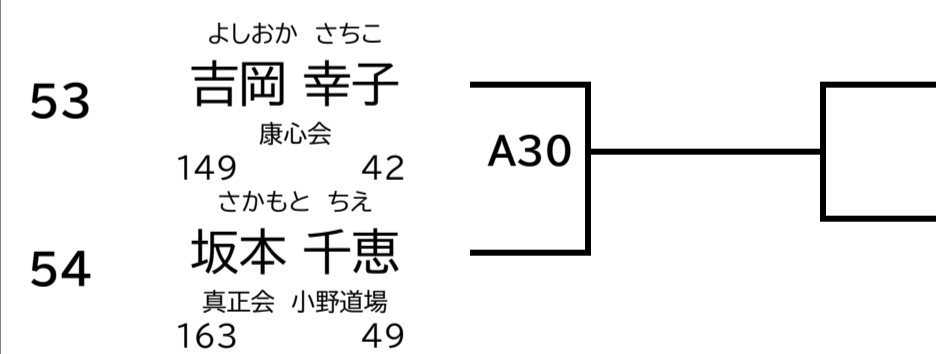 よしおか さちこ
53 吉岡 幸子
康心会
149 42
A30
さかもと ちえ
54 坂本 千恵
真正会 小野道場
163 49